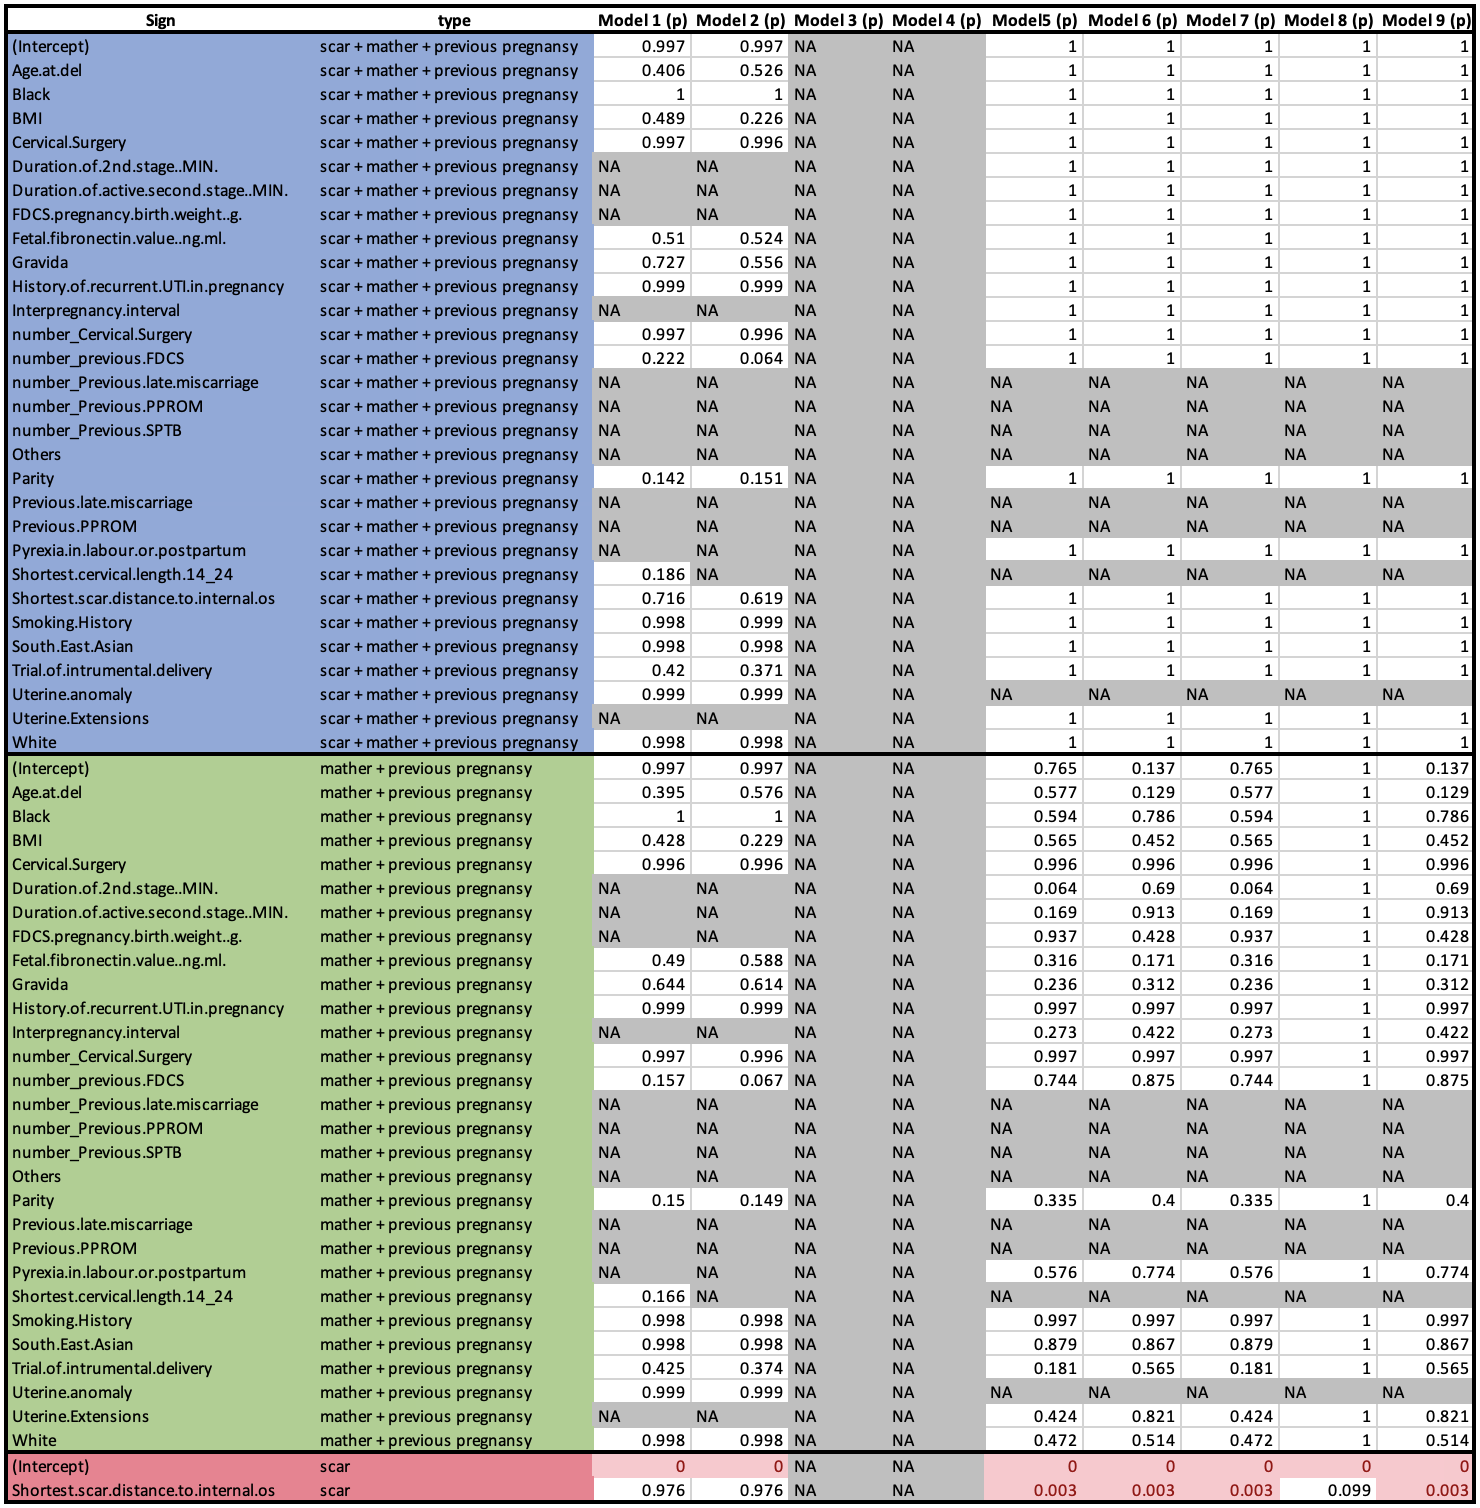 Sign type Model 1 (p) Model 2 (p) Model 3 (p) Model 4 (p) Model5 (p) Model 6 (p) Model 7 (p) Model 8 (p) Model 9 (p)
(Intercept) scar + mather + previous pregnansy 0.997 0.997 NA NA 1 1 1 1 1
Age.at.del scar + mather + previous pregnansy 0.406 0.526 NA NA 1 1 1 1 1
Black scar + mather + previous pregnansy 1 1 NA NA 1 1 1 1 1
BMI scar + mather + previous pregnansy 0.489 0.226 NA NA 1 1 1 1 1
Cervical.Surgery scar + mather + previous pregnansy 0.997 0.996 NA NA 1 1 1 1 1
Duration.of.2nd.stage..MIN. scar + mather + previous pregnansy NA NA NA NA 1 1 1 1 1
Duration.of.active.second.stage..MIN. scar + mather + previous pregnansy NA NA NA NA 1 1 1 1 1
FDCS.pregnancy.birth.weight..g. scar + mather + previous pregnansy NA NA NA NA 1 1 1 1 1
Fetal.fibronectin.value..ng.ml. scar + mather + previous pregnansy 0.51 0.524 NA NA 1 1 1 1 1
Gravida scar + mather + previous pregnansy 0.727 0.556 NA NA 1 1 1 1 1
History.of.recurrent.UTI.in.pregnancy scar + mather + previous pregnansy 0.999 0.999 NA NA 1 1 1 1 1
Interpregnancy.interval scar + mather + previous pregnansy NA NA NA NA 1 1 1 1 1
number_Cervical.Surgery scar + mather + previous pregnansy 0.997 0.996 NA NA 1 1 1 1 1
number_previous.FDCS scar + mather + previous pregnansy 0.222 0.064 NA NA 1 1 1 1 1
number_Previous.late.miscarriage scar + mather + previous pregnansy NA NA NA NA NA NA NA NA NA
number_Previous.PPROM scar + mather + previous pregnansy NA NA NA NA NA NA NA NA NA
number_Previous.SPTB scar + mather + previous pregnansy NA NA NA NA NA NA NA NA NA
Others scar + mather + previous pregnansy NA NA NA NA NA NA NA NA NA
Parity scar + mather + previous pregnansy 0.142 0.151 NA NA 1 1 1 1 1
Previous.late.miscarriage scar + mather + previous pregnansy NA NA NA NA NA NA NA NA NA
Previous.PPROM scar + mather + previous pregnansy NA NA NA NA NA NA NA NA NA
Pyrexia.in.labour.or.postpartum scar + mather + previous pregnansy NA NA NA NA 1 1 1 1 1
Shortest.cervical.length.14_24 scar + mather + previous pregnansy 0.186 NA NA NA NA NA NA NA NA
Shortest.scar.distance.to.internal.os scar + mather + previous pregnansy 0.716 0.619 NA NA 1 1 1 1 1
Smoking.History scar + mather + previous pregnansy 0.998 0.999 NA NA 1 1 1 1 1
South.East.Asian scar + mather + previous pregnansy 0.998 0.998 NA NA 1 1 1 1 1
Trial.of.intrumental.delivery scar + mather + previous pregnansy 0.42 0.371 NA NA 1 1 1 1 1
Uterine.anomaly scar + mather + previous pregnansy 0.999 0.999 NA NA NA NA NA NA NA
Uterine.Extensions scar + mather + previous pregnansy NA NA NA NA 1 1 1 1 1
White scar + mather + previous pregnansy 0.998 0.998 NA NA 1 1 1 1 1
(Intercept) mather + previous pregnansy 0.997 0.997 NA NA 0.765 0.137 0.765 1 0.137
Age.at.del mather + previous pregnansy 0.395 0.576 NA NA 0.577 0.129 0.577 1 0.129
Black mather + previous pregnansy 1 1 NA NA 0.594 0.786 0.594 1 0.786
BMI mather + previous pregnansy 0.428 0.229 NA NA 0.565 0.452 0.565 1 0.452
Cervical.Surgery mather + previous pregnansy 0.996 0.996 NA NA 0.996 0.996 0.996 1 0.996
Duration.of.2nd.stage..MIN. mather + previous pregnansy NA NA NA NA 0.064 0.69 0.064 1 0.69
Duration.of.active.second.stage..MIN. mather + previous pregnansy NA NA NA NA 0.169 0.913 0.169 1 0.913
FDCS.pregnancy.birth.weight..g. mather + previous pregnansy NA NA NA NA 0.937 0.428 0.937 1 0.428
Fetal.fibronectin.value..ng.ml. mather + previous pregnansy 0.49 0.588 NA NA 0.316 0.171 0.316 1 0.171
Gravida mather + previous pregnansy 0.644 0.614 NA NA 0.236 0.312 0.236 1 0.312
History.of.recurrent.UTI.in.pregnancy mather + previous pregnansy 0.999 0.999 NA NA 0.997 0.997 0.997 1 0.997
Interpregnancy.interval mather + previous pregnansy NA NA NA NA 0.273 0.422 0.273 1 0.422
number_Cervical.Surgery mather + previous pregnansy 0.997 0.996 NA NA 0.997 0.997 0.997 1 0.997
number_previous.FDCS mather + previous pregnansy 0.157 0.067 NA NA 0.744 0.875 0.744 1 0.875
number_Previous.late.miscarriage mather + previous pregnansy NA NA NA NA NA NA NA NA NA
number_Previous.PPROM mather + previous pregnansy NA NA NA NA NA NA NA NA NA
number_Previous.SPTB mather + previous pregnansy NA NA NA NA NA NA NA NA NA
Others mather + previous pregnansy NA NA NA NA NA NA NA NA NA
Parity mather + previous pregnansy 0.15 0.149 NA NA 0.335 0.4 0.335 1 0.4
Previous.late.miscarriage mather + previous pregnansy NA NA NA NA NA NA NA NA NA
Previous.PPROM mather + previous pregnansy NA NA NA NA NA NA NA NA NA
Pyrexia.in.labour.or.postpartum mather + previous pregnansy NA NA NA NA 0.576 0.774 0.576 1 0.774
Shortest.cervical.length.14_24 mather + previous pregnansy 0.166 NA NA NA NA NA NA NA NA
Smoking.History mather + previous pregnansy 0.998 0.998 NA NA 0.997 0.997 0.997 1 0.997
South.East.Asian mather + previous pregnansy 0.998 0.998 NA NA 0.879 0.867 0.879 1 0.867
Trial.of.intrumental.delivery mather + previous pregnansy 0.425 0.374 NA NA 0.181 0.565 0.181 1 0.565
Uterine.anomaly mather + previous pregnansy 0.999 0.999 NA NA NA NA NA NA NA
Uterine.Extensions mather + previous pregnansy NA NA NA NA 0.424 0.821 0.424 1 0.821
White mather + previous pregnansy 0.998 0.998 NA NA 0.472 0.514 0.472 1 0.514
(Intercept) scar 0 0 NA NA 0 0 0 0 0
Shortest.scar.distance.to.internal.os scar 0.976 0.976 NA NA 0.003 0.003 0.003 0.099 0.003